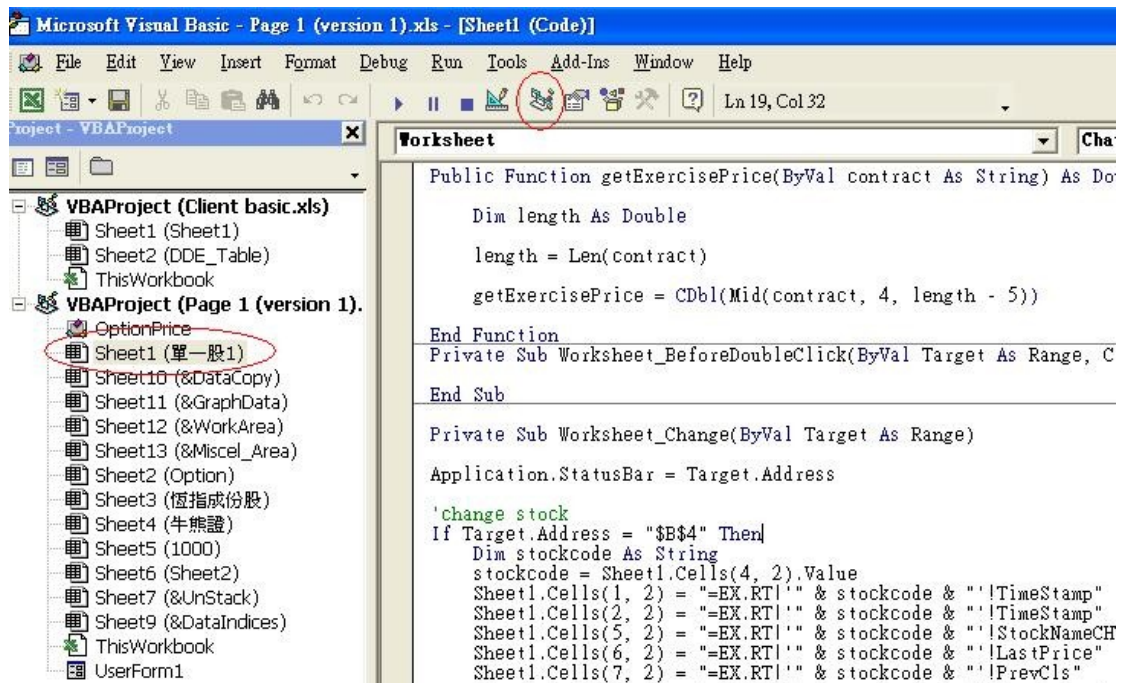 Microsoft Visual Basic - Page 1 (version 1).xls - [Sheet1 (Code)]
File Edit View Insert Format Debug Run Tools Add-Ins Window Help
Ln 19, Col 32
Project - VBAProject
VBAProject (Client basic.xls)
Sheet1 (Sheet1)
Sheet2 (DDE_Table)
ThisWorkbook
VBAProject (Page 1 (version 1).
OptionPrice
Sheet1 (單一股1)
Sheet10 (&DataCopy)
Sheet11 (&GraphData)
Sheet12 (&WorkArea)
Sheet13 (&Miscel_Area)
Sheet2 (Option)
Sheet3 (恆指成份股)
Sheet4 (牛熊證)
Sheet5 (1000)
Sheet6 (Sheet2)
Sheet7 (&UnStack)
Sheet9 (&DataIndices)
ThisWorkbook
UserForm1
Worksheet
Cha
Public Function getExercisePrice(ByVal contract As String) As Do
Dim length As Double
length = Len(contract)
getExercisePrice = CDbl(Mid(contract, 4, length - 5))
End Function
Private Sub Worksheet_BeforeDoubleClick(ByVal Target As Range, C
End Sub
Private Sub Worksheet_Change(ByVal Target As Range)
Application.StatusBar = Target.Address
'change stock
If Target.Address = "$B$4" Then
Dim stockcode As String
stockcode = Sheet1.Cells(4, 2).Value
Sheet1.Cells(1, 2) = "=EX.RT|'" & stockcode & "'!TimeStamp"
Sheet1.Cells(2, 2) = "=EX.RT|'" & stockcode & "'!TimeStamp"
Sheet1.Cells(5, 2) = "=EX.RT|'" & stockcode & "'!StockNameCH
Sheet1.Cells(6, 2) = "=EX.RT|'" & stockcode & "'!LastPrice"
Sheet1.Cells(7, 2) = "=EX.RT|'" & stockcode & "'!PrevCls"